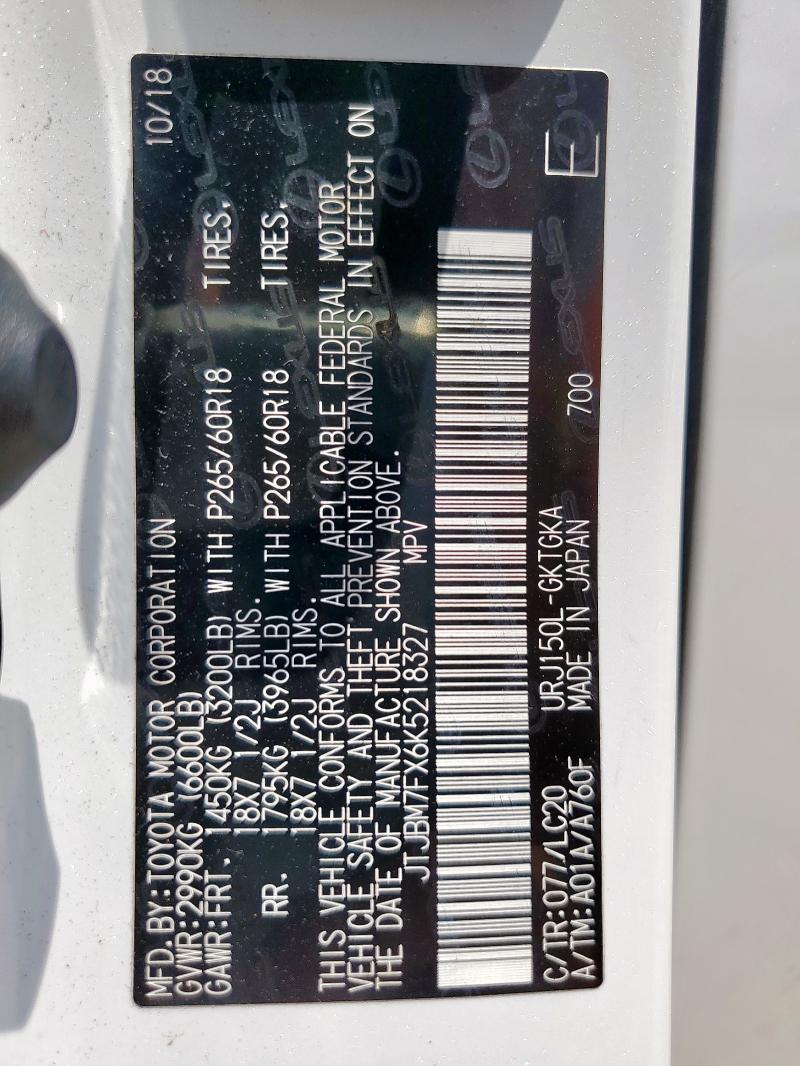 MFD.BY:TOYOTA MOTOR CORPORATION 10/18
GVWR:2990KG (6600LB)
GAWR:FRT. 1450KG (3200LB) WITH P265/60R18 TIRES,
18X7 1/2J RIMS.
RR. 1795KG (3965LB) WITH P265/60R18 TIRES,
18X7 1/2J RIMS.
THIS VEHICLE CONFORMS TO ALL APPLICABLE FEDERAL MOTOR
VEHICLE SAFETY AND THEFT PREVENTION STANDARDS IN EFFECT ON
THE DATE OF MANUFACTURE SHOWN ABOVE.
JTJBM7FX6K5218327 MPV
C/TR:077/LC20 URJ150L-GKTGKA
A/TM:A01A/A760F MADE IN JAPAN 700 E
LEXUS